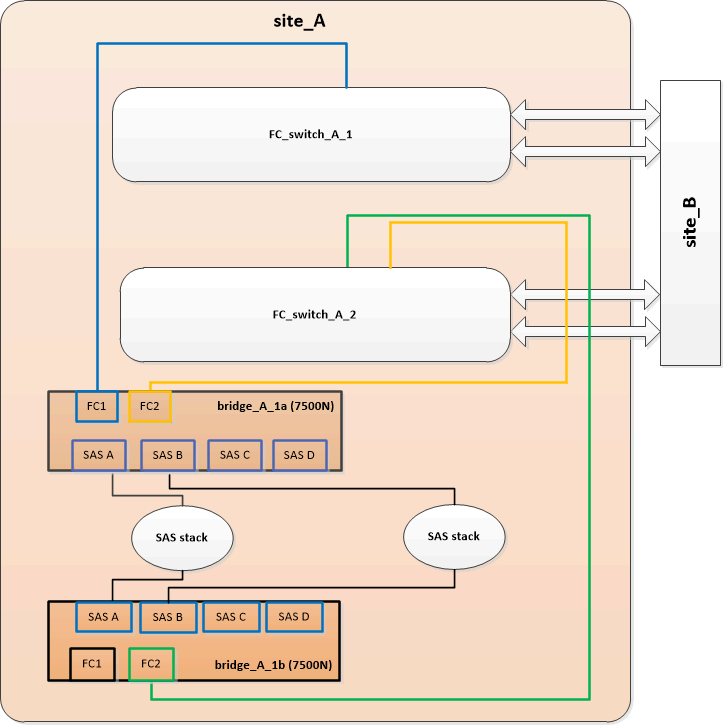 site_A
FC_switch_A_1
site_B
FC_switch_A_2
FC1
FC2
bridge_A_1a (7500N)
SAS A
SAS B
SAS C
SAS D
SAS stack
SAS stack
SAS A
SAS B
SAS C
SAS D
FC1
FC2
bridge_A_1b (7500N)